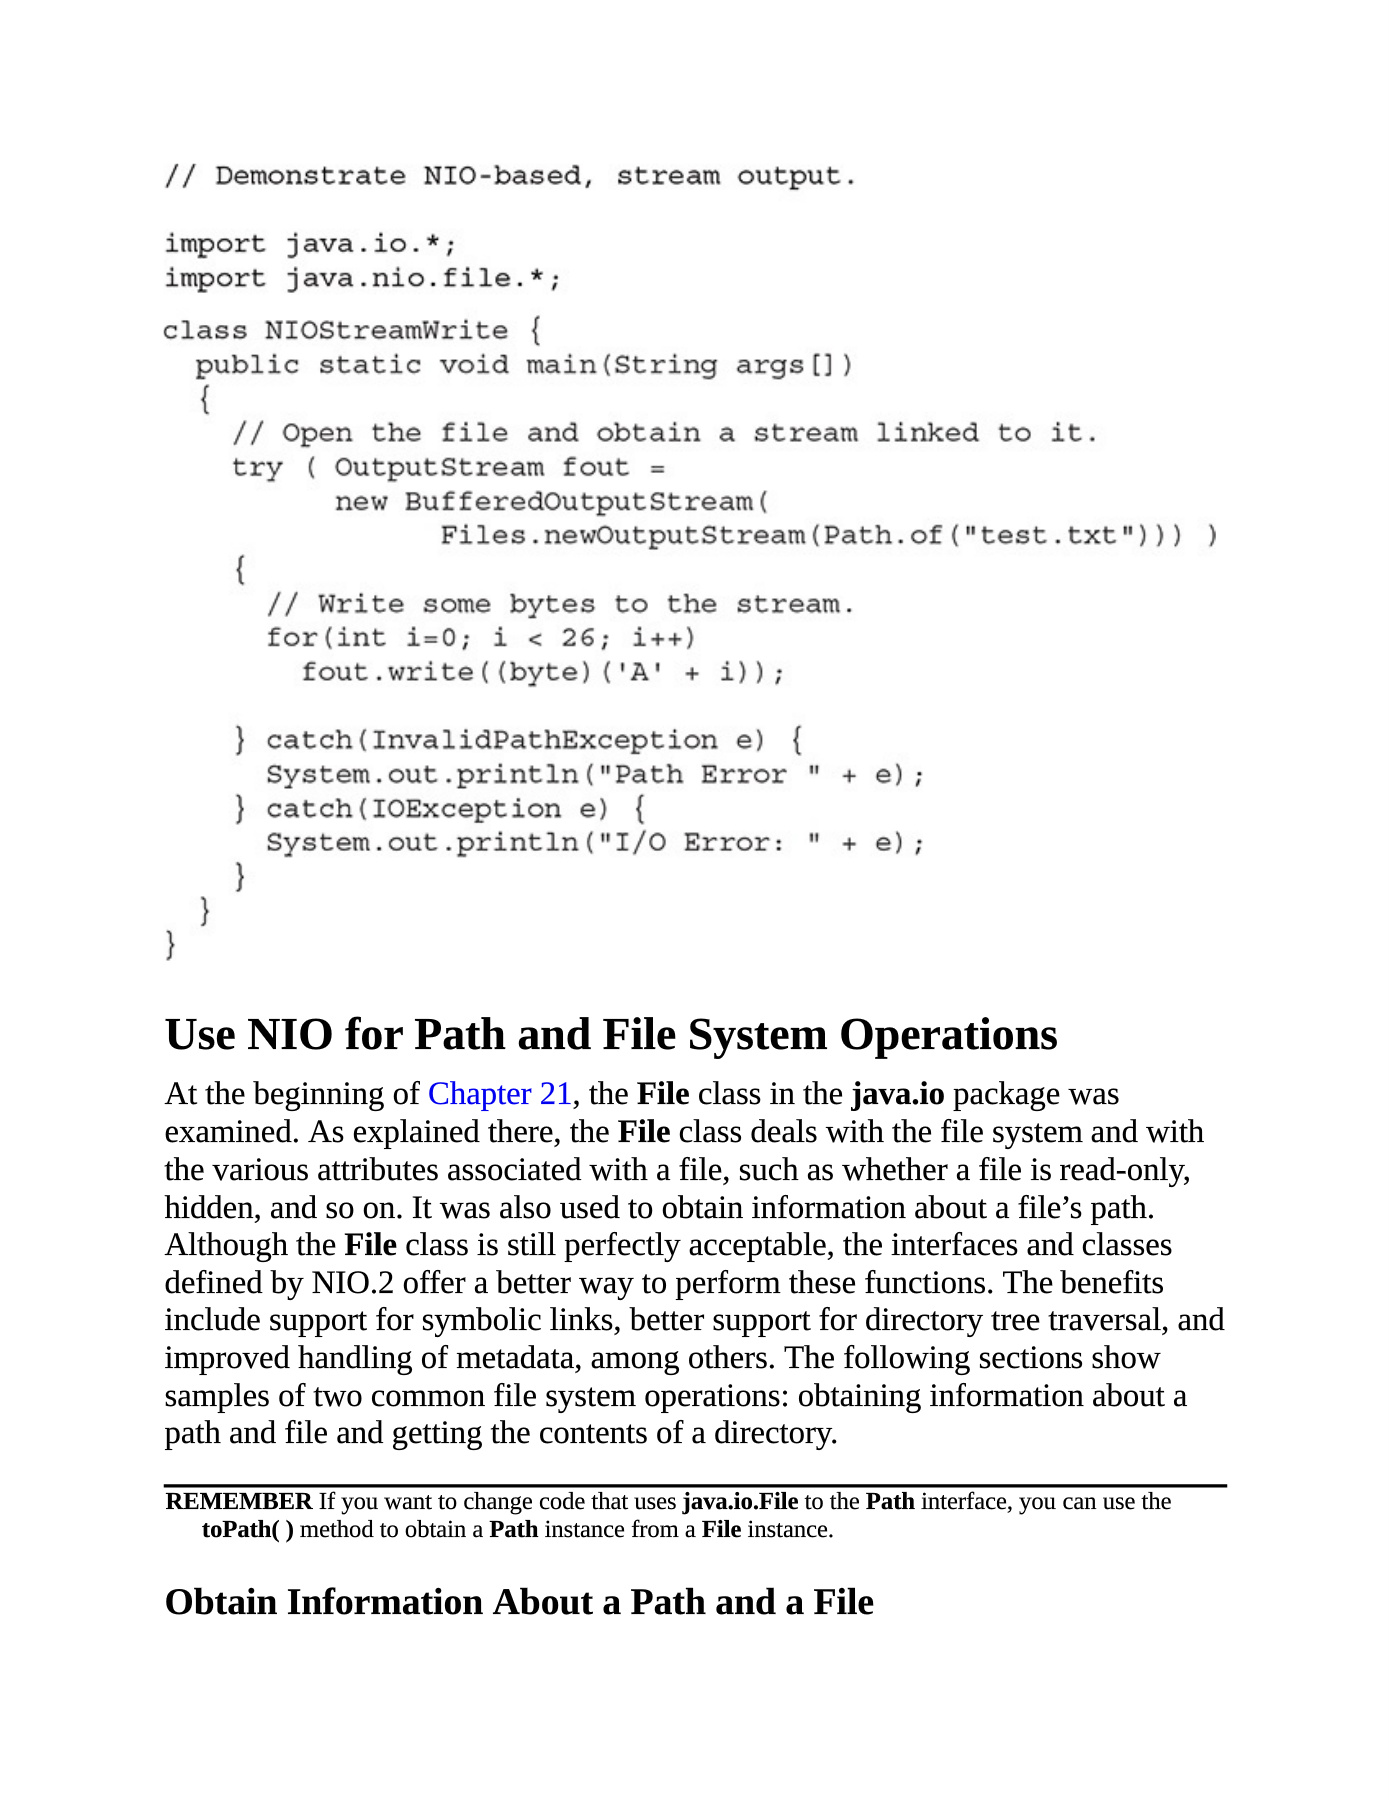 // Demonstrate NIO-based, stream output.
import java.io.*;
import java.nio.file.*;
class NIOStreamWrite {
public static void main(String args[])
{
// Open the file and obtain a stream linked to it.
try ( OutputStream fout =
new BufferedOutputStream(
Files.newOutputStream(Path.of("test.txt"))) )
{
// Write some bytes to the stream.
for(int i=0; i < 26; i++)
fout.write((byte)('A' + i));
} catch(InvalidPathException e) {
System.out.println("Path Error " + e);
} catch(IOException e) {
System.out.println("I/O Error: " + e);
}
}
}
Use NIO for Path and File System Operations
At the beginning of Chapter 21, the File class in the java.io package was
examined. As explained there, the File class deals with the file system and with
the various attributes associated with a file, such as whether a file is read-only,
hidden, and so on. It was also used to obtain information about a file’s path.
Although the File class is still perfectly acceptable, the interfaces and classes
defined by NIO.2 offer a better way to perform these functions. The benefits
include support for symbolic links, better support for directory tree traversal, and
improved handling of metadata, among others. The following sections show
samples of two common file system operations: obtaining information about a
path and file and getting the contents of a directory.
REMEMBER If you want to change code that uses java.io.File to the Path interface, you can use the
toPath( ) method to obtain a Path instance from a File instance.
Obtain Information About a Path and a File